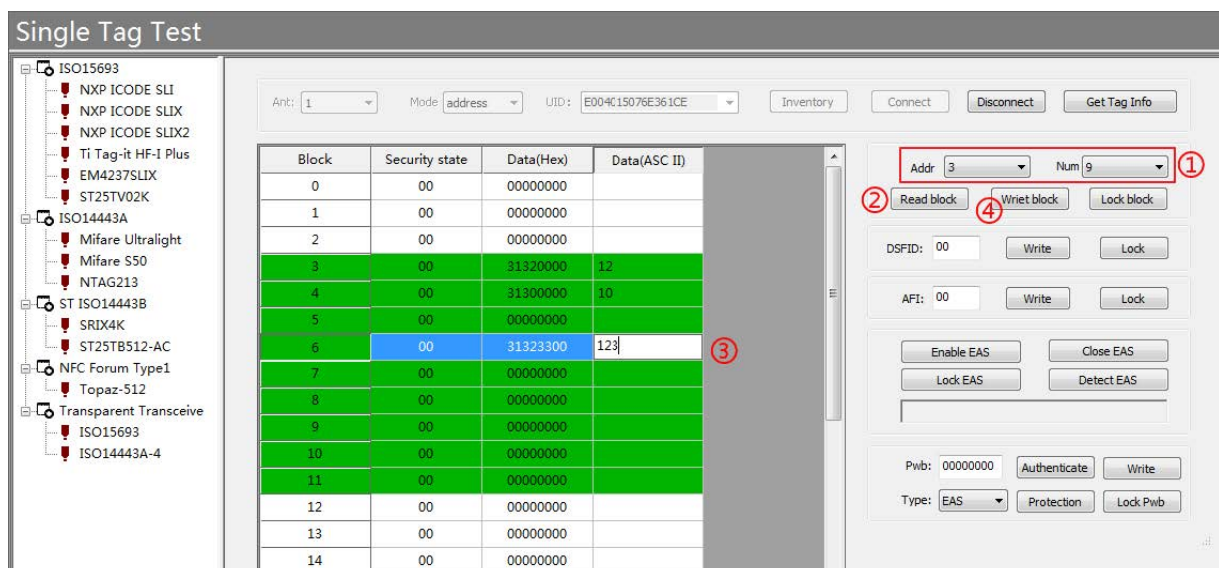 Single Tag Test
ISO15693
NXP ICODE SLI
NXP ICODE SLIX
NXP ICODE SLIX2
Ti Tag-it HF-I Plus
EM4237SLIX
ST25TV02K
ISO14443A
Mifare Ultralight
Mifare S50
NTAG213
ST ISO14443B
SRIX4K
ST25TB512-AC
NFC Forum Type1
Topaz-512
Transparent Transceive
ISO15693
ISO14443A-4
Ant: 1 Mode address UID: E004015076E361CE Inventory Connect Disconnect Get Tag Info
Block Security state Data(Hex) Data(ASC II)
0 00 00000000
1 00 00000000
2 00 00000000
3 00 31320000 12
4 00 31300000 10
5 00 00000000
6 00 31323300 123 ③
7 00 00000000
8 00 00000000
9 00 00000000
10 00 00000000
11 00 00000000
12 00 00000000
13 00 00000000
14 00 00000000
Addr 3 Num 9 ①
② Read block ④ Wriet block Lock block
DSFID: 00 Write Lock
AFI: 00 Write Lock
Enable EAS Close EAS
Lock EAS Detect EAS
Pwb: 00000000 Authenticate Write
Type: EAS Protection Lock Pwb